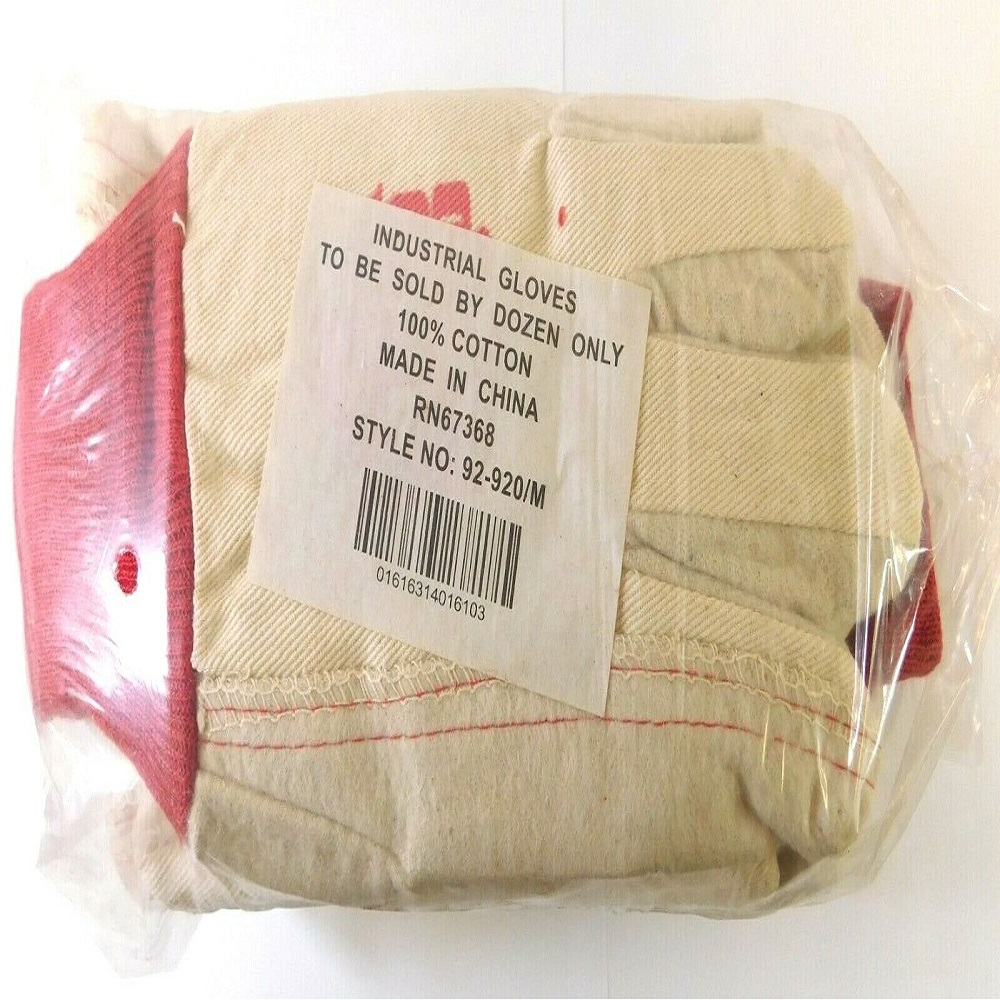 INDUSTRIAL GLOVES
TO BE SOLD BY DOZEN ONLY
100% COTTON
MADE IN CHINA
RN67368
STYLE NO: 92-920/M
01616314016103